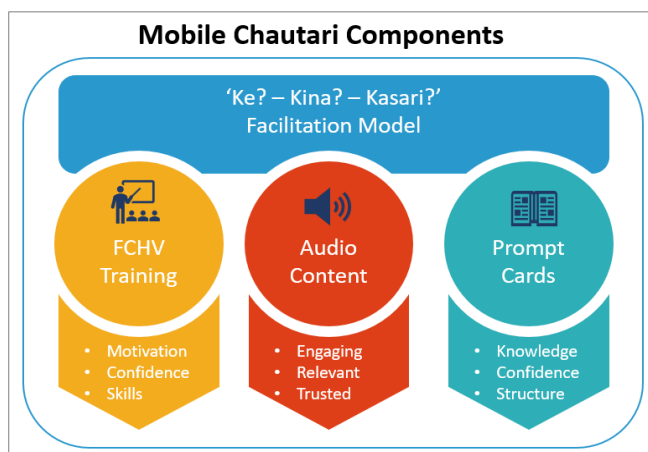 Mobile Chautari Components
‘Ke? – Kina? – Kasari?’
Facilitation Model
FCHV
Training
Audio
Content
Prompt
Cards
• Motivation
• Confidence
• Skills
• Engaging
• Relevant
• Trusted
• Knowledge
• Confidence
• Structure